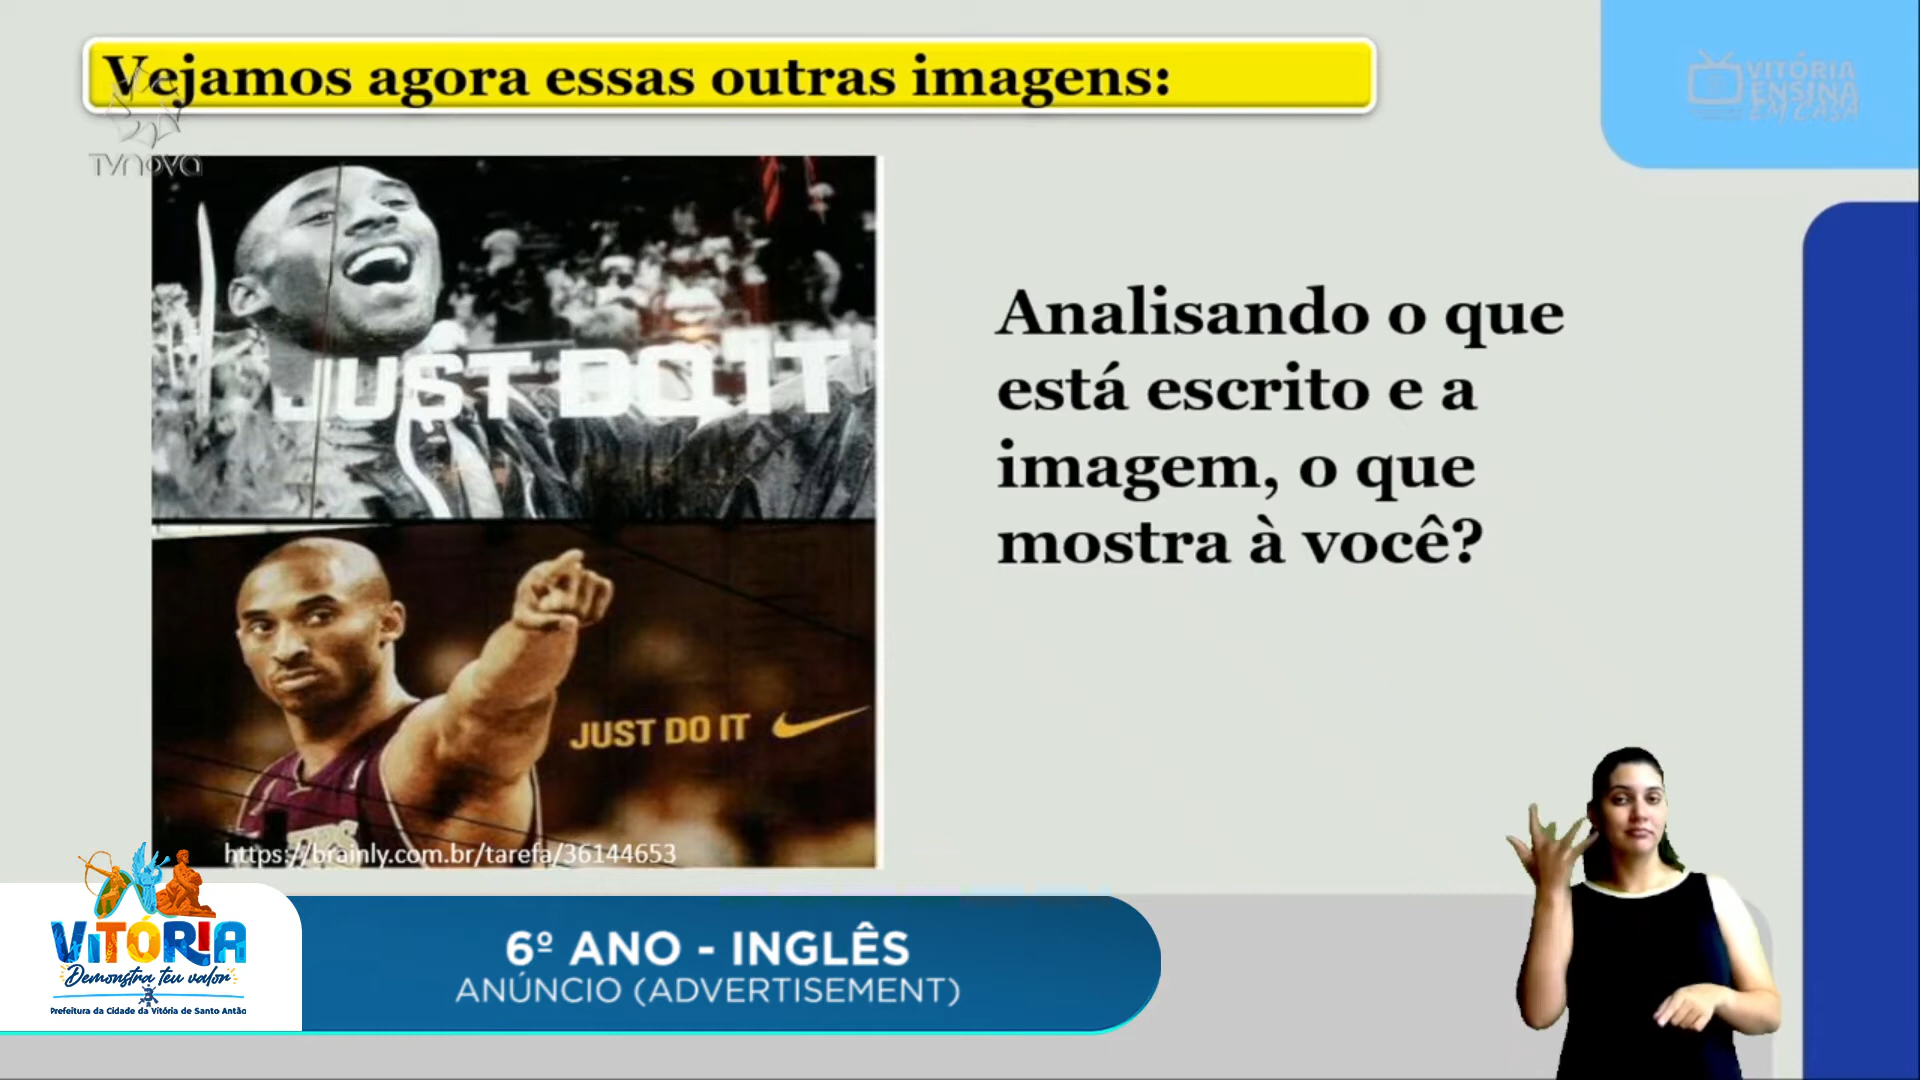 Vejamos agora essas outras imagens:
VITÓRIA
ENSINA
EM CASA
TVNOVA
JUST DO IT
Analisando o que
está escrito e a
imagem, o que
mostra à você?
JUST DO IT
https://brainly.com.br/tarefa/36144653
VITÓRIA
Demonstra teu valor
Prefeitura da Cidade da Vitória de Santo Antão
6º ANO - INGLÊS
ANÚNCIO (ADVERTISEMENT)